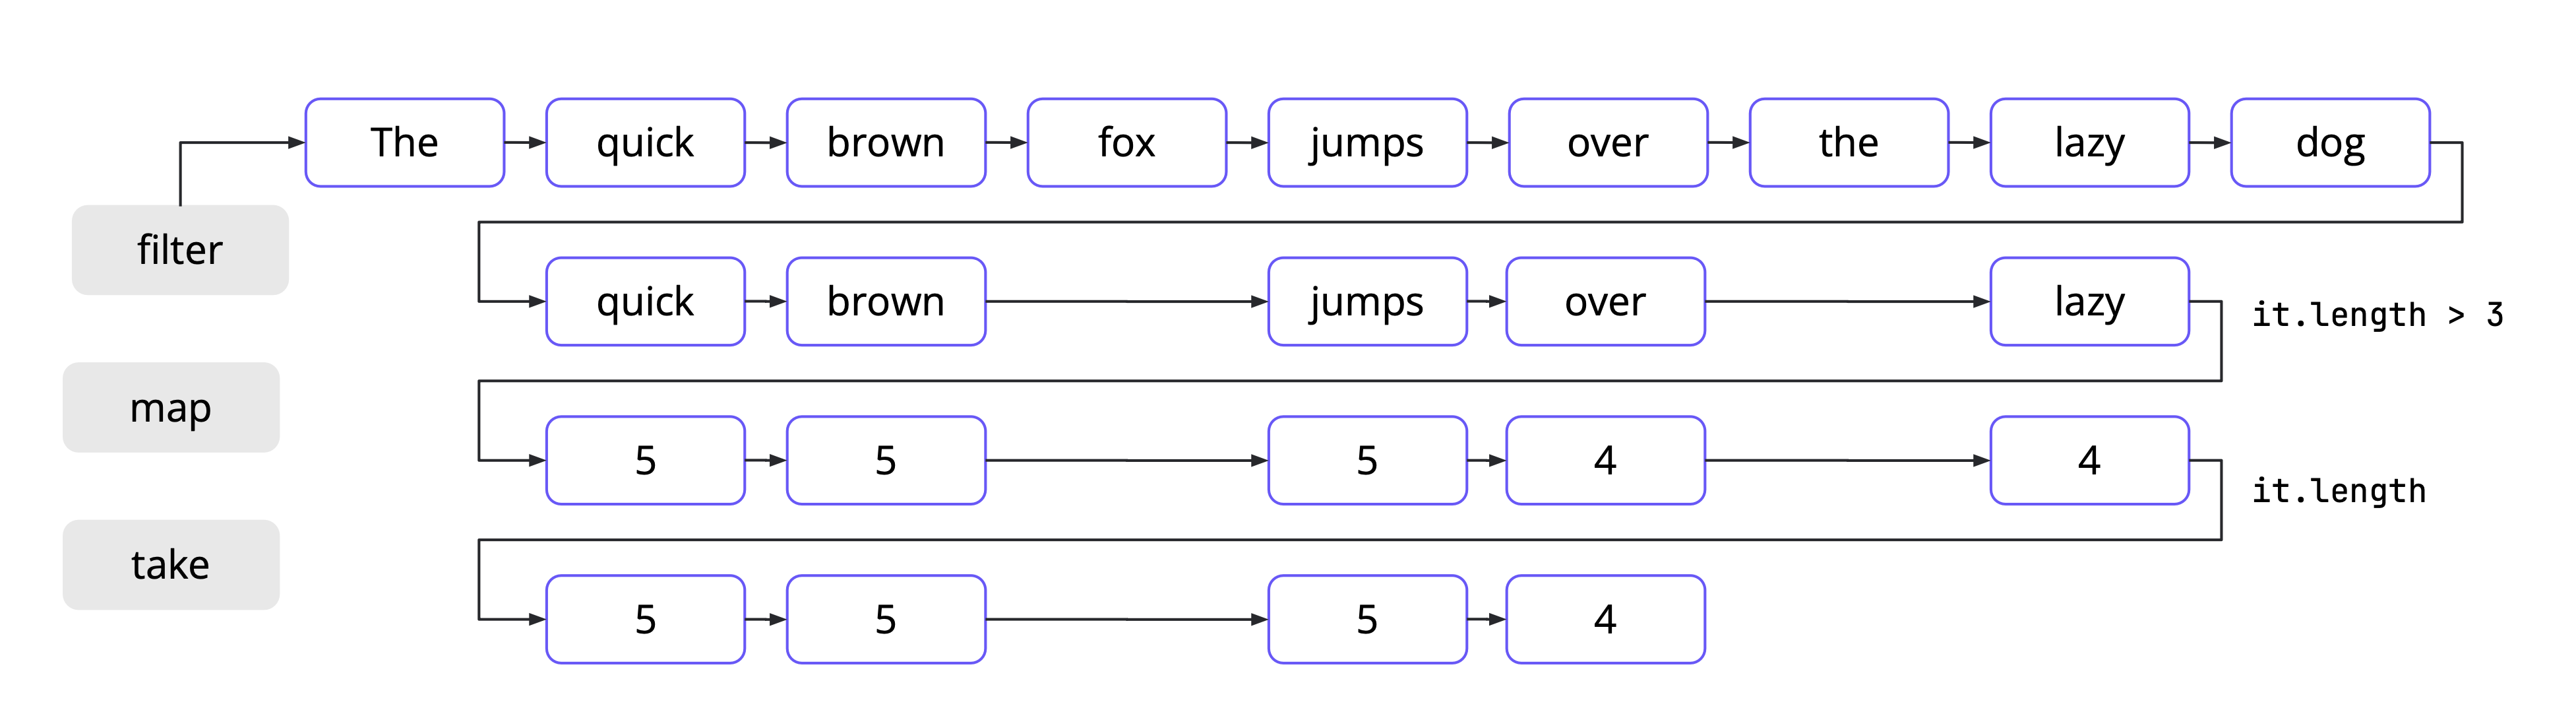 The quick brown fox jumps over the lazy dog
filter
quick brown jumps over lazy
it.length > 3
map
5 5 5 4 4
it.length
take
5 5 5 4